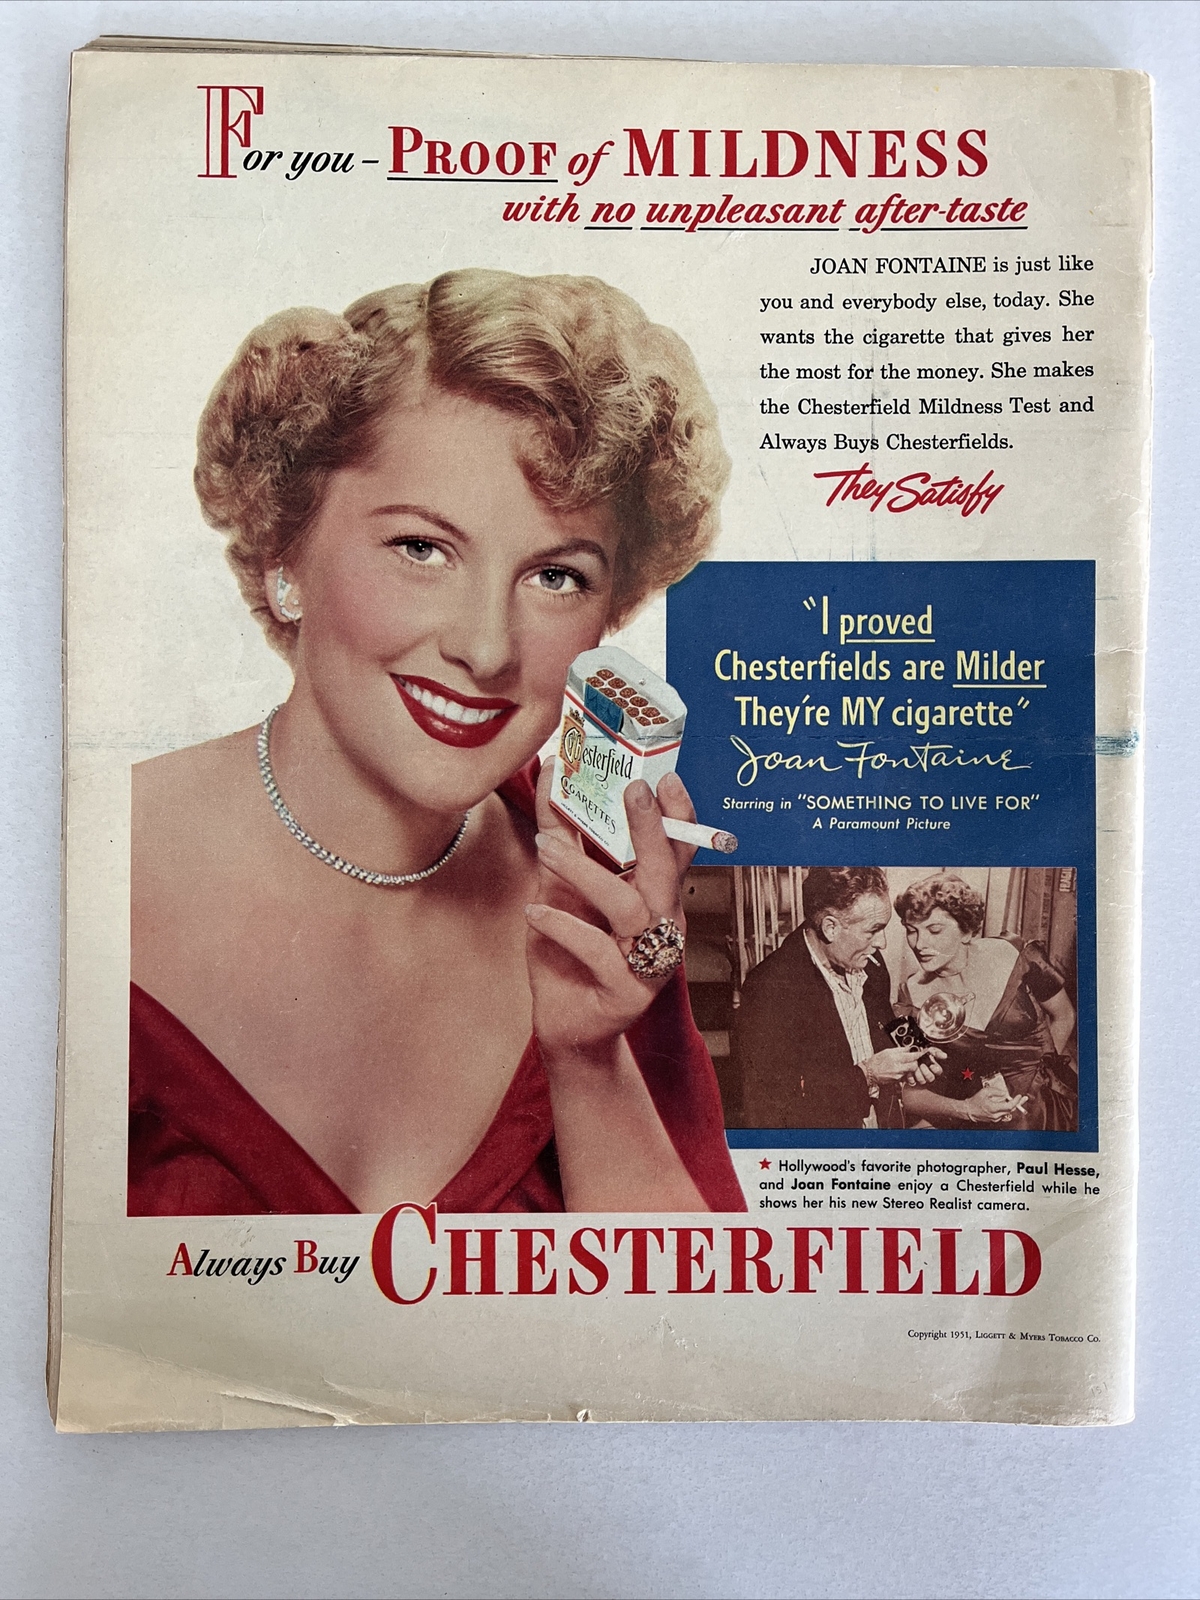 For you – PROOF of MILDNESS
with no unpleasant after-taste
JOAN FONTAINE is just like
you and everybody else, today. She
wants the cigarette that gives her
the most for the money. She makes
the Chesterfield Mildness Test and
Always Buys Chesterfields.
They Satisfy
"I proved
Chesterfields are Milder
They're MY cigarette"
Joan Fontaine
Starring in "SOMETHING TO LIVE FOR"
A Paramount Picture
Chesterfield
CIGARETTES
★ Hollywood's favorite photographer, Paul Hesse,
and Joan Fontaine enjoy a Chesterfield while he
shows her his new Stereo Realist camera.
Always Buy CHESTERFIELD
Copyright 1951, LIGGETT & MYERS TOBACCO CO.